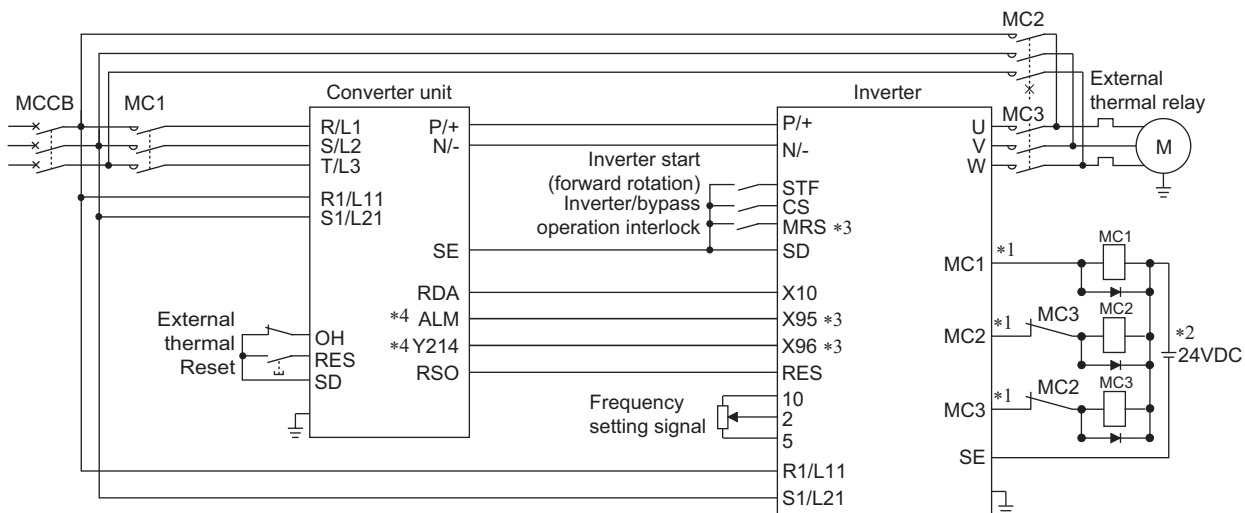 MC2
External
thermal relay
MCCB
MC1
Converter unit
Inverter
MC3
R/L1
S/L2
T/L3
R1/L11
S1/L21
P/+
N/-
SE
RDA
*4 ALM
*4 Y214
RSO
External
thermal
Reset
OH
RES
SD
Inverter start
(forward rotation)
Inverter/bypass
operation interlock
Frequency
setting signal
P/+
N/-
STF
CS
MRS *3
SD
X10
X95 *3
X96 *3
RES
10
2
5
R1/L11
S1/L21
U
V
W
M
MC1
*1
MC1
MC2
*1
MC3
MC2
MC3
*1
MC2
MC3
SE
*2
24VDC